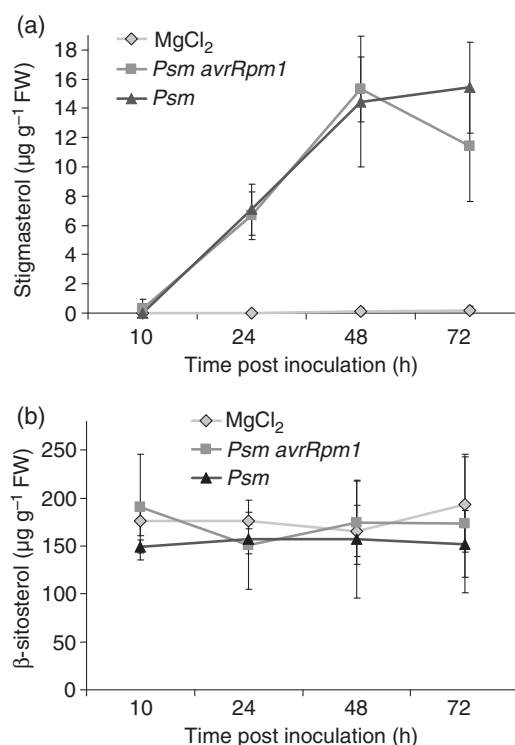 (a)
MgCl₂
Psm avrRpm1
Psm
Stigmasterol (µg g⁻¹ FW)
18
16
14
12
10
8
6
4
2
0
10 24 48 72
Time post inoculation (h)
(b)
MgCl₂
Psm avrRpm1
Psm
β-sitosterol (µg g⁻¹ FW)
250
200
150
100
50
0
10 24 48 72
Time post inoculation (h)